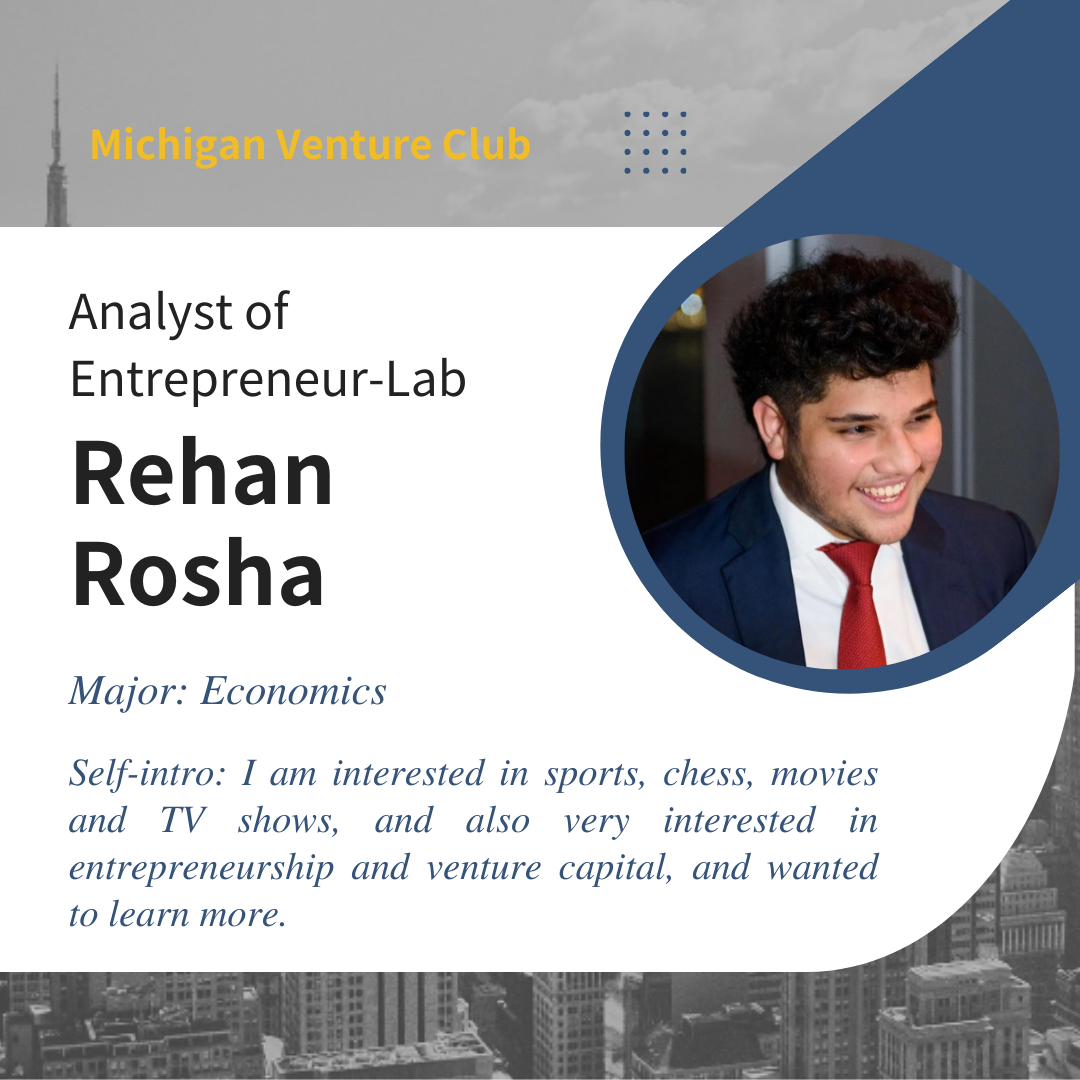 Michigan Venture Club
Analyst of
Entrepreneur-Lab
Rehan
Rosha
Major: Economics
Self-intro: I am interested in sports, chess, movies
and TV shows, and also very interested in
entrepreneurship and venture capital, and wanted
to learn more.